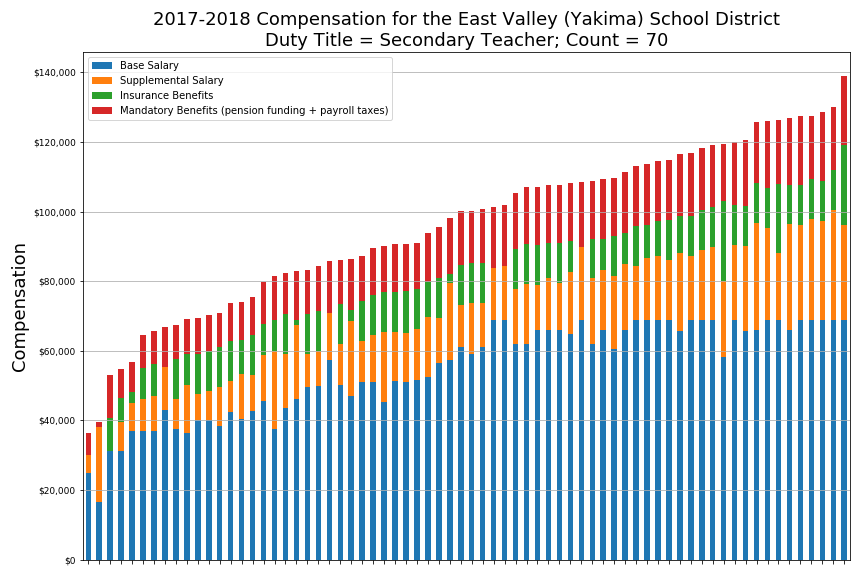 2017-2018 Compensation for the East Valley (Yakima) School District
Duty Title = Secondary Teacher; Count = 70
Base Salary
Supplemental Salary
Insurance Benefits
Mandatory Benefits (pension funding + payroll taxes)
Compensation
$140,000
$120,000
$100,000
$80,000
$60,000
$40,000
$20,000
$0